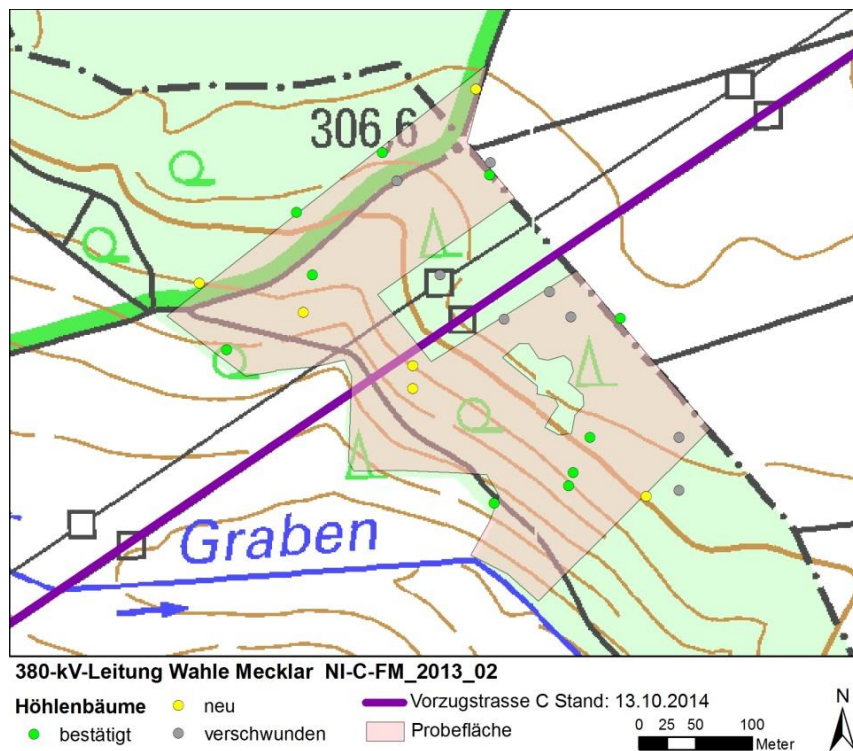 306,6
Graben
380-kV-Leitung Wahle Mecklar NI-C-FM_2013_02
Höhlenbäume
neu
Vorzugstrasse C Stand: 13.10.2014
N
bestätigt
verschwunden
Probefläche
0 25 50 100
Meter